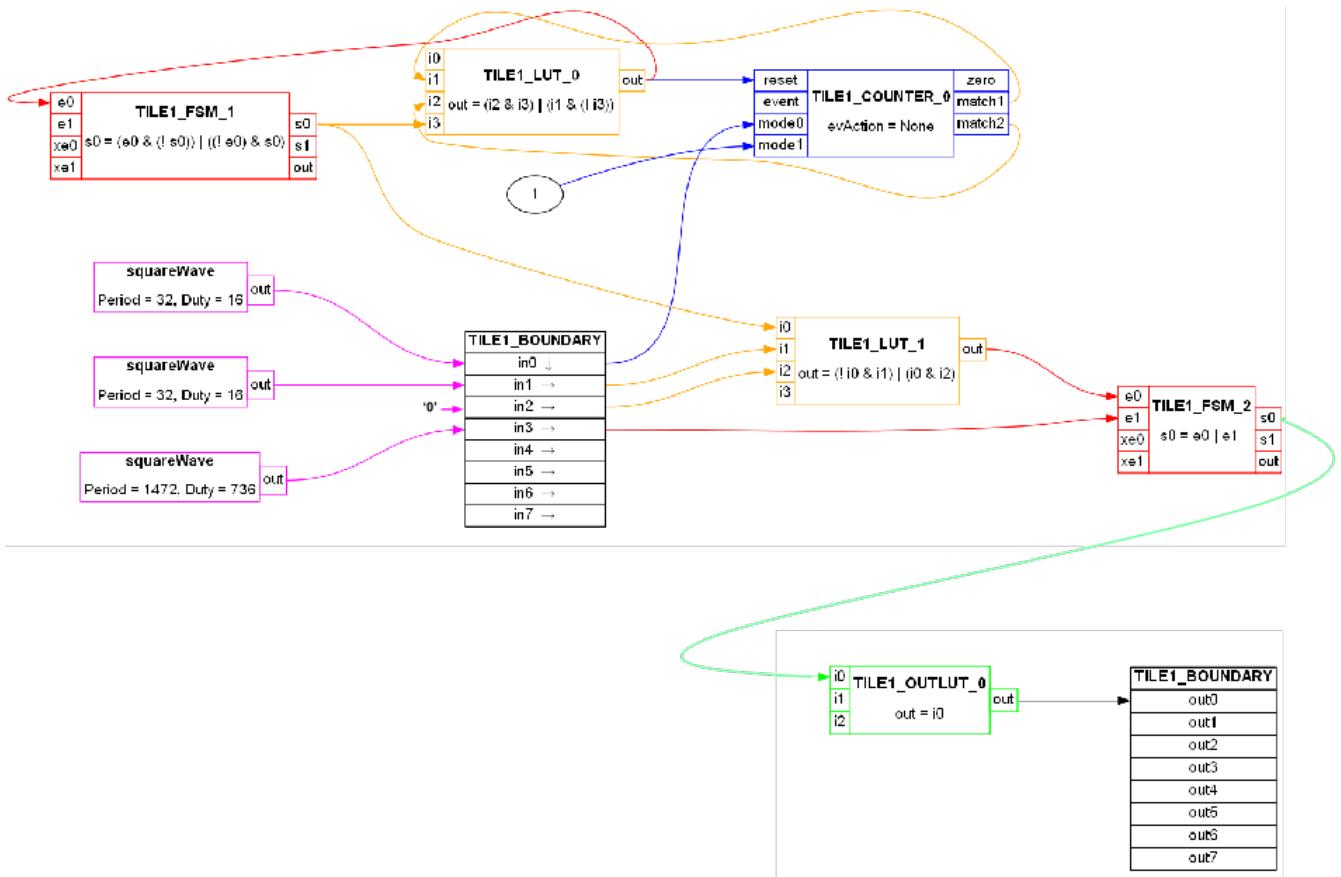 i0
i1
i2
i3
TILE1_LUT_0
out = (i2 & i3) | (i1 & (! i3))
out
e0
e1
xe0
xe1
TILE1_FSM_1
s0 = (e0 & (! s0)) | ((! e0) & s0)
s0
s1
out
reset
event
mode0
mode1
TILE1_COUNTER_0
evAction = None
zero
match1
match2
1
squareWave
Period = 32, Duty = 16
out
squareWave
Period = 32, Duty = 16
out
'0'
squareWave
Period = 1472, Duty = 736
out
TILE1_BOUNDARY
in0 ↓
in1 →
in2 →
in3 →
in4 →
in5 →
in6 →
in7 →
i0
i1
i2
i3
TILE1_LUT_1
out = (! i0 & i1) | (i0 & i2)
out
e0
e1
xe0
xe1
TILE1_FSM_2
s0 = e0 | e1
s0
s1
out
i0
i1
i2
TILE1_OUTLUT_0
out = i0
out
TILE1_BOUNDARY
out0
out1
out2
out3
out4
out5
out6
out7